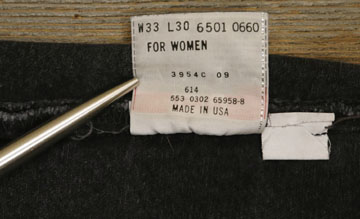 W33 L30 6501 0660
FOR WOMEN
3954C 09
614
553 0302 65958-8
MADE IN USA